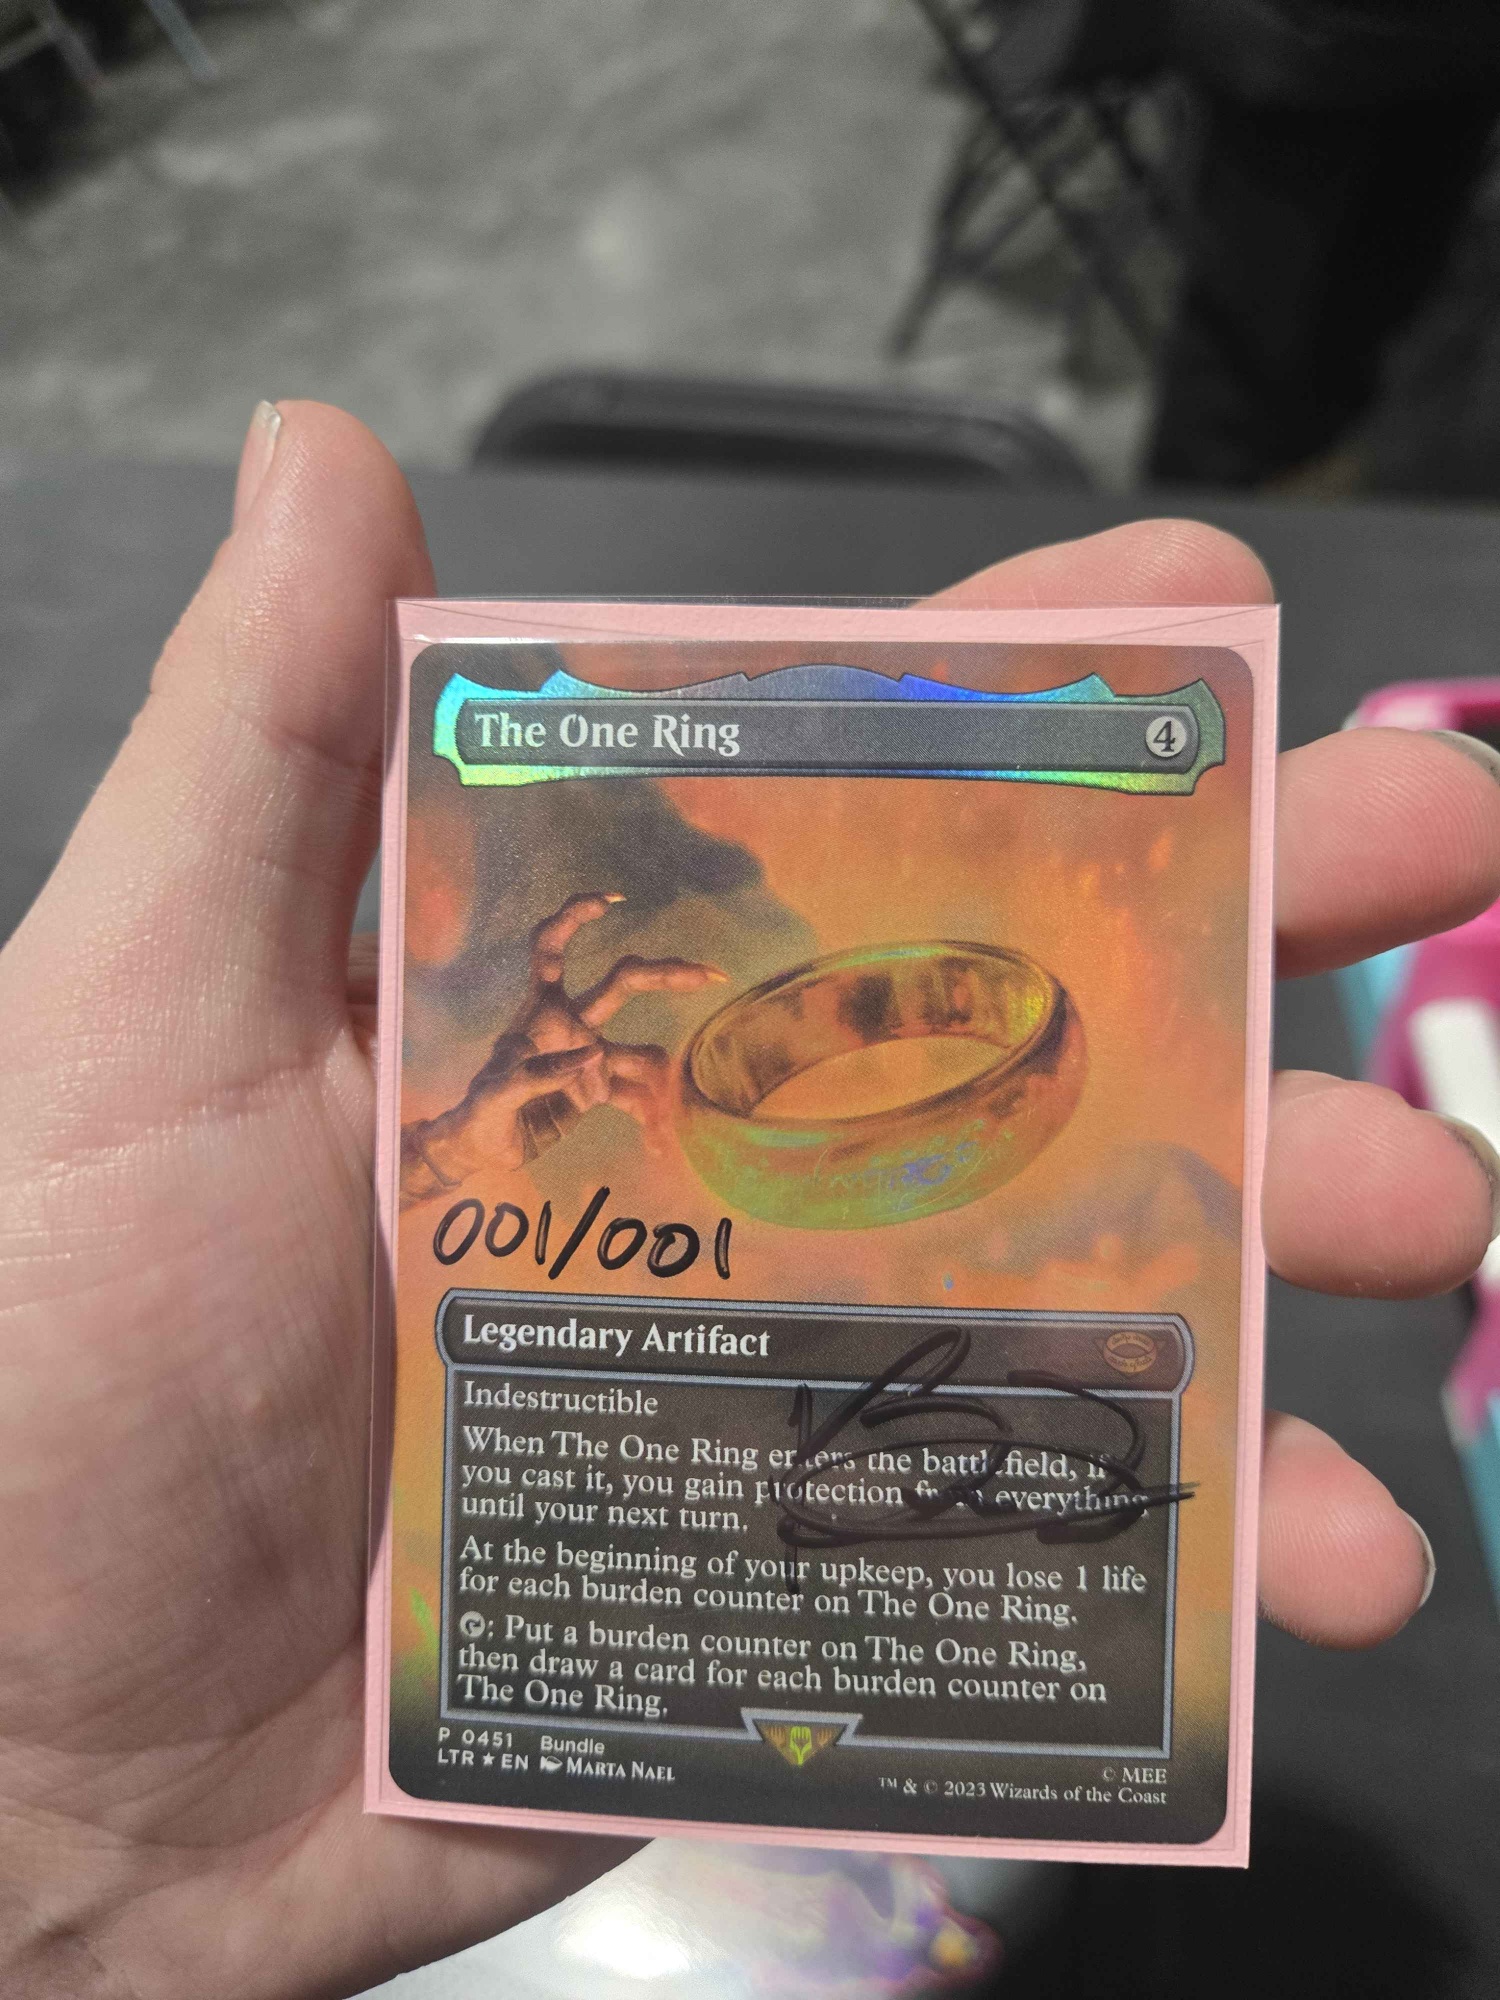 The One Ring 4
001/001
Legendary Artifact
Indestructible
When The One Ring enters the battlefield, if
you cast it, you gain protection from everything
until your next turn.
At the beginning of your upkeep, you lose 1 life
for each burden counter on The One Ring.
: Put a burden counter on The One Ring,
then draw a card for each burden counter on
The One Ring.
P 0451 Bundle
LTR ★ EN MARTA NAEL
© MEE
™ & © 2023 Wizards of the Coast